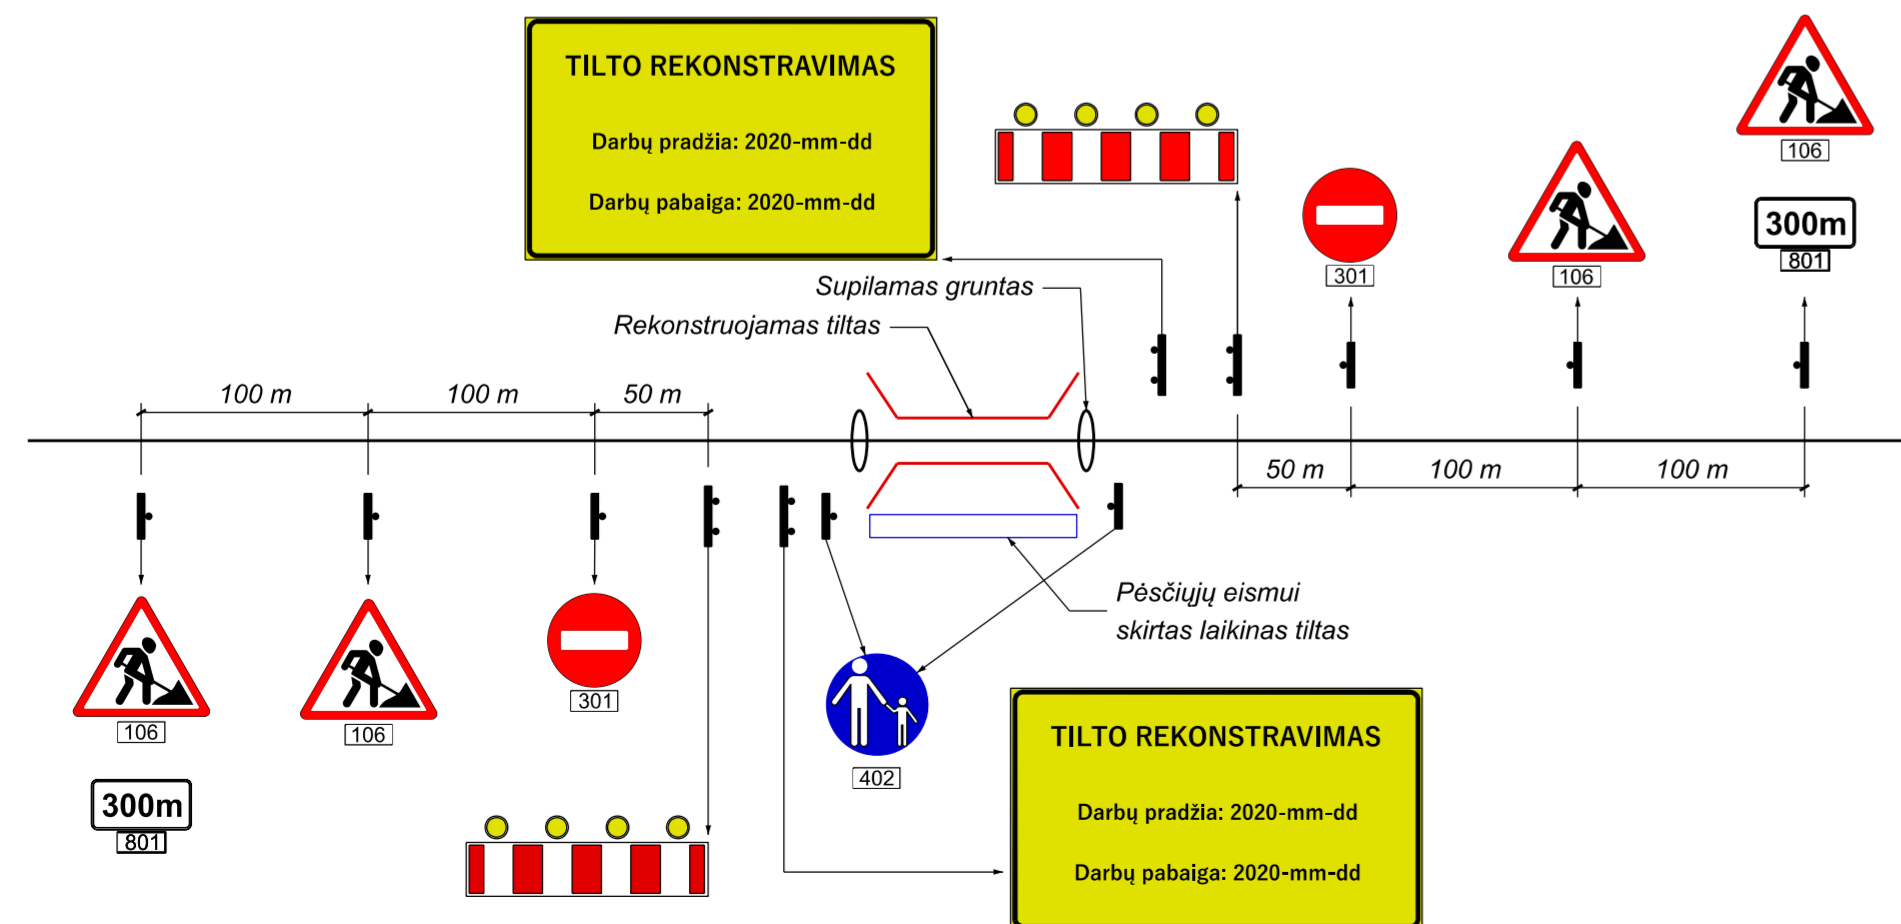 TILTO REKONSTRAVIMAS
Darbų pradžia: 2020-mm-dd
Darbų pabaiga: 2020-mm-dd
106
300m
801
301
106
Supilamas gruntas
Rekonstruojamas tiltas
100 m
100 m
50 m
50 m
100 m
100 m
Pėsčiųjų eismui
skirtas laikinas tiltas
106
300m
801
106
301
402
TILTO REKONSTRAVIMAS
Darbų pradžia: 2020-mm-dd
Darbų pabaiga: 2020-mm-dd